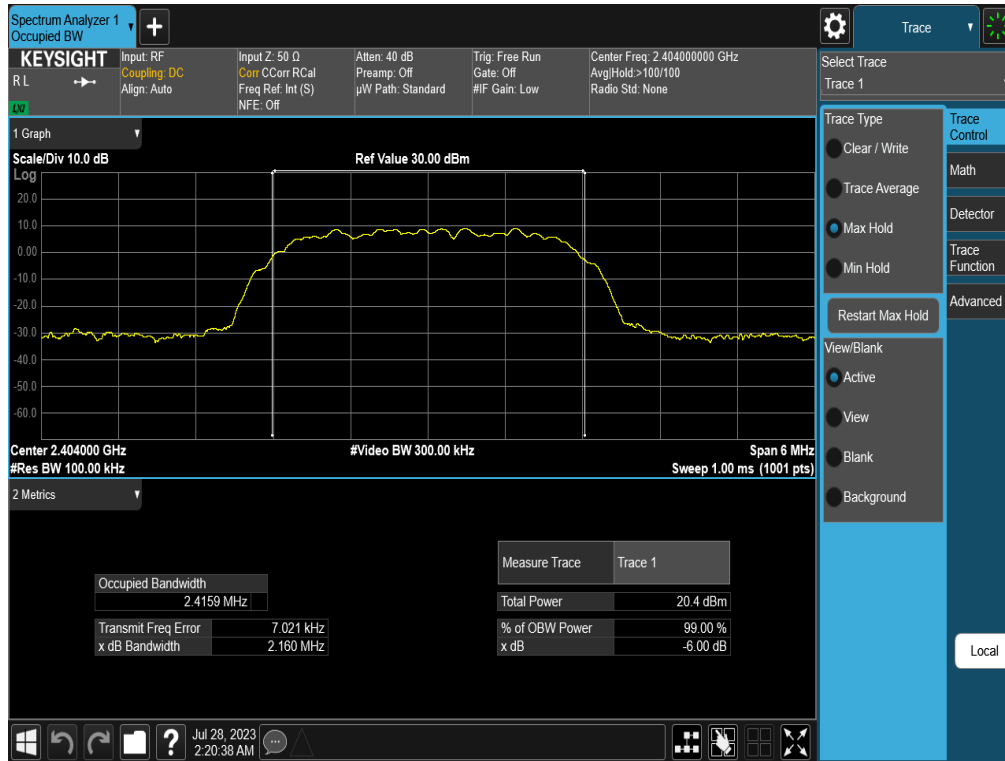 Spectrum Analyzer 1
Occupied BW
Trace
KEYSIGHT
R L
LXI
Input: RF
Coupling: DC
Align: Auto
Input Z: 50 Ω
Corr CCorr RCal
Freq Ref: Int (S)
NFE: Off
Atten: 40 dB
Preamp: Off
µW Path: Standard
Trig: Free Run
Gate: Off
#IF Gain: Low
Center Freq: 2.404000000 GHz
Avg|Hold:>100/100
Radio Std: None
1 Graph
Scale/Div 10.0 dB
Ref Value 30.00 dBm
Log
20.0
10.0
0.00
-10.0
-20.0
-30.0
-40.0
-50.0
-60.0
Center 2.404000 GHz
#Video BW 300.00 kHz
Span 6 MHz
#Res BW 100.00 kHz
Sweep 1.00 ms (1001 pts)
2 Metrics
Measure Trace Trace 1
Occupied Bandwidth
2.4159 MHz
Total Power 20.4 dBm
Transmit Freq Error 7.021 kHz
% of OBW Power 99.00 %
x dB Bandwidth 2.160 MHz
x dB -6.00 dB
Select Trace
Trace 1
Trace Type
Clear / Write
Trace Average
Max Hold
Min Hold
Restart Max Hold
View/Blank
Active
View
Blank
Background
Trace
Control
Math
Detector
Trace
Function
Advanced
Local
Jul 28, 2023
2:20:38 AM